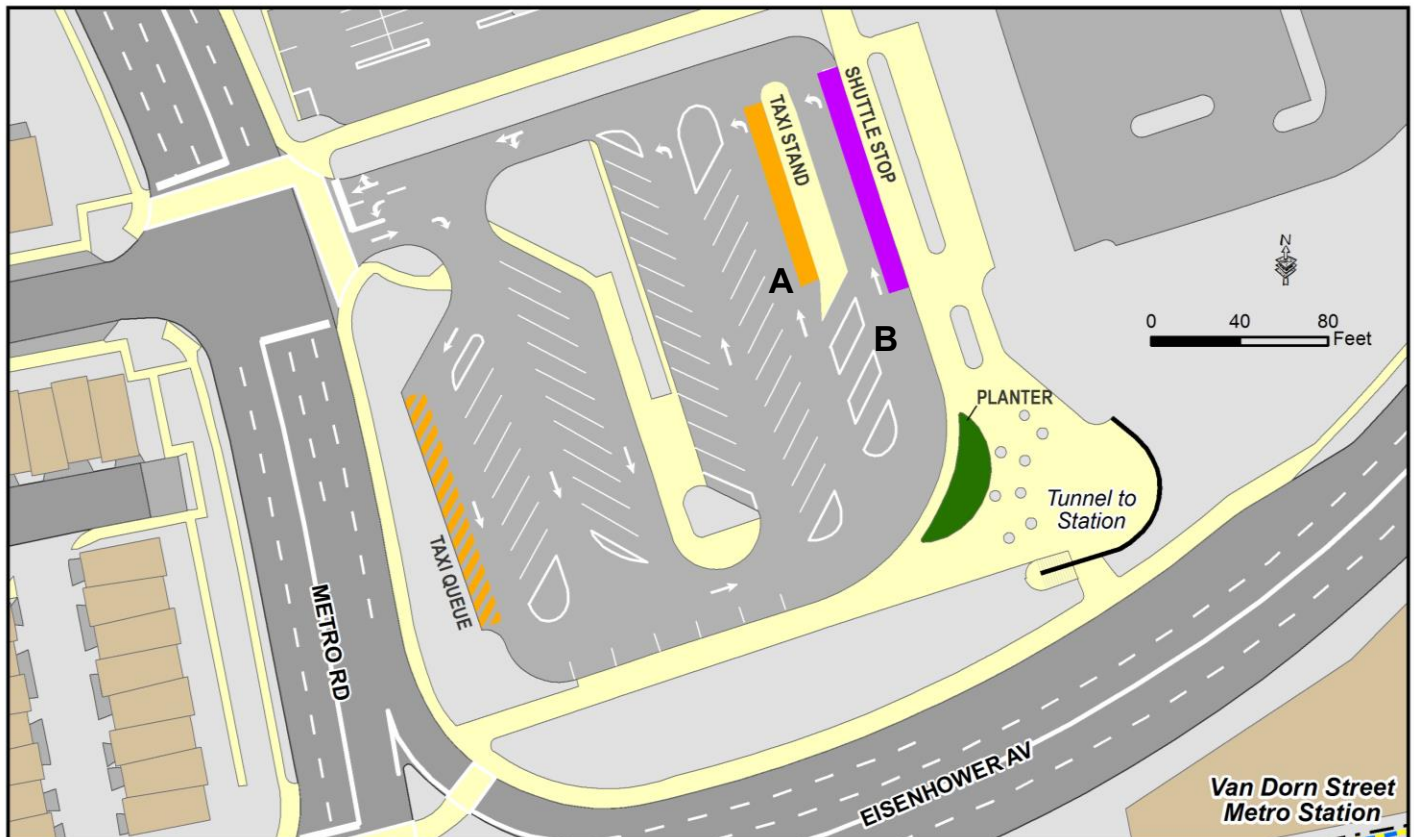 TAXI STAND
SHUTTLE STOP
A
B
N
0 40 80
Feet
PLANTER
Tunnel to
Station
TAXI QUEUE
METRO RD
EISENHOWER AV
Van Dorn Street
Metro Station